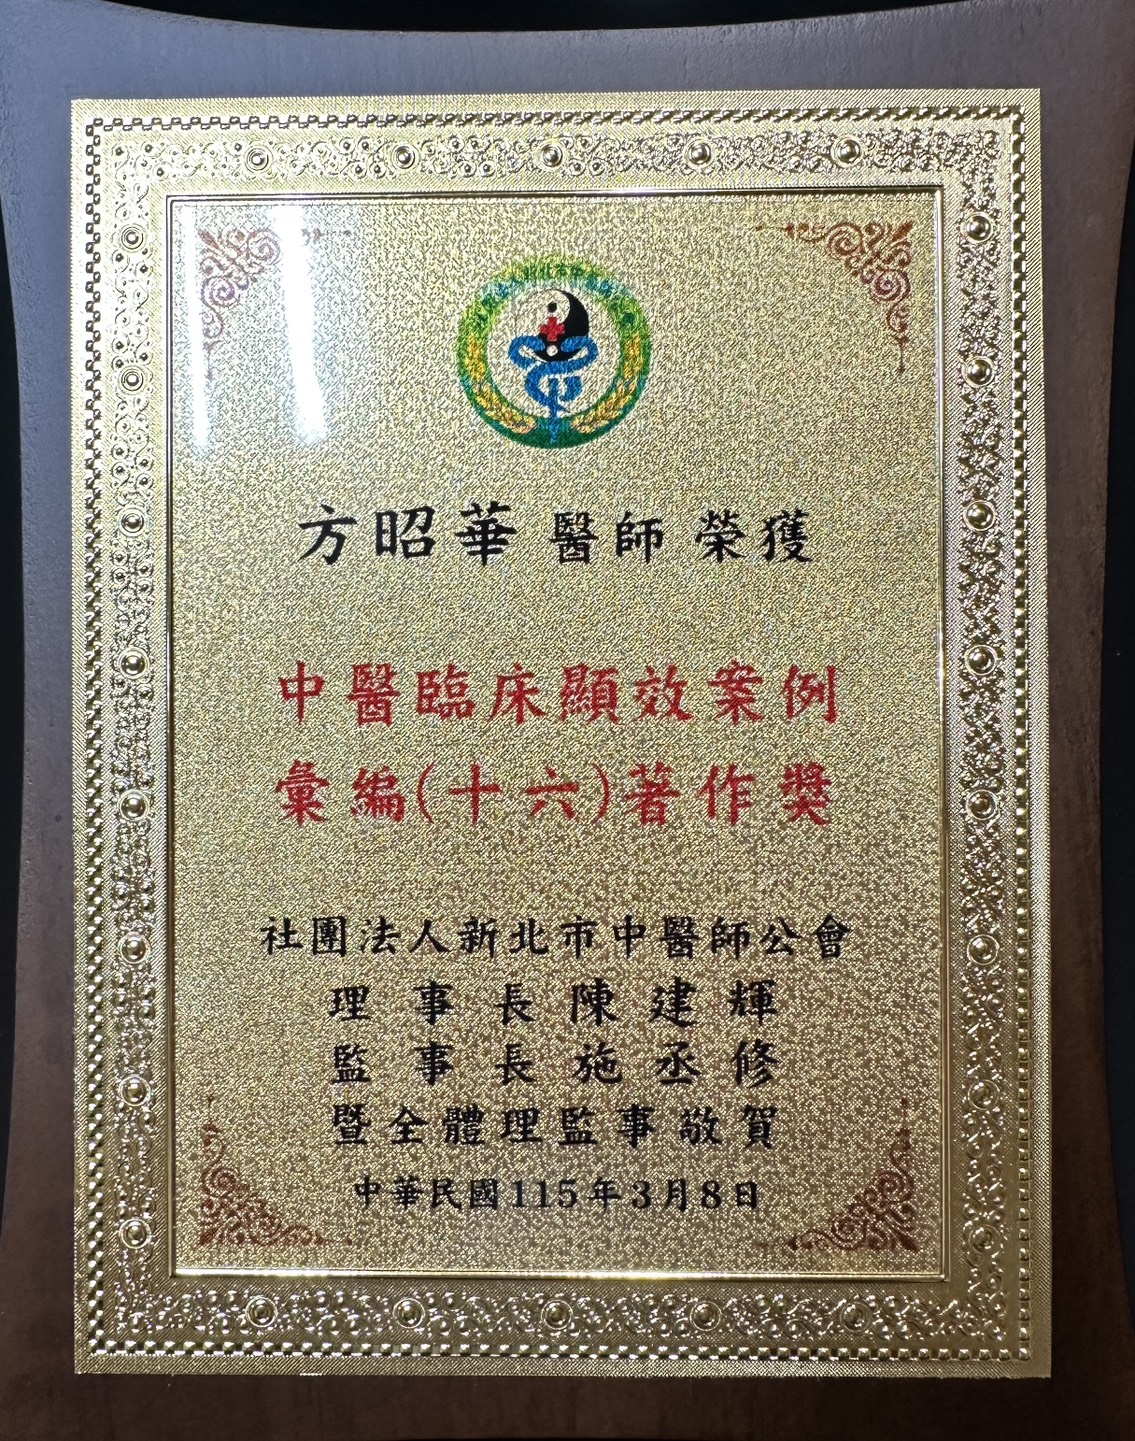 方昭華 醫師 榮獲
中醫臨床顯效案例
彙編(十六)著作獎
社團法人新北市中醫師公會
理事長陳建輝
監事長施丞修
暨全體理監事敬賀
中華民國115年3月8日